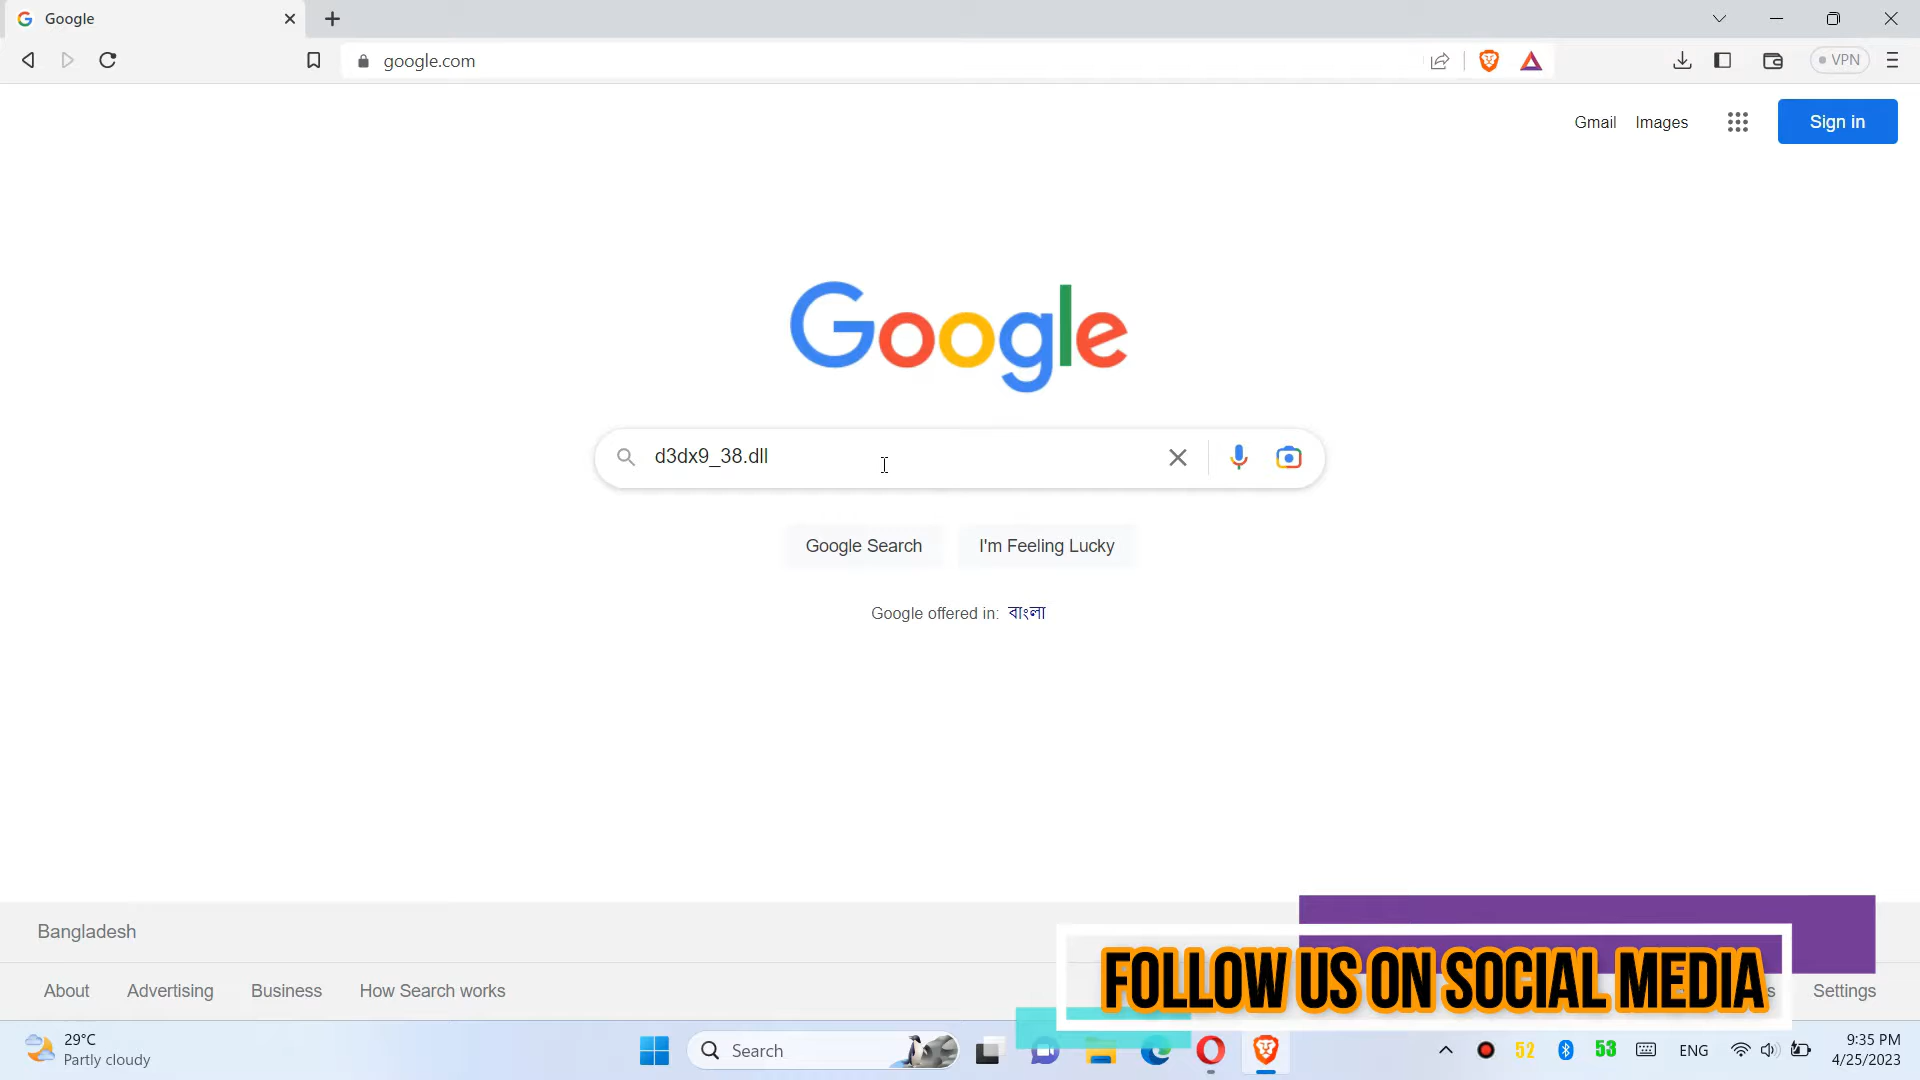 Google
google.com
VPN
Gmail Images Sign in
Google
d3dx9_38.dll
Google Search I'm Feeling Lucky
Google offered in: বাংলা
Bangladesh
FOLLOW US ON SOCIAL MEDIA
About Advertising Business How Search works Settings
29°C
Partly cloudy
Search
52 53 ENG
9:35 PM
4/25/2023